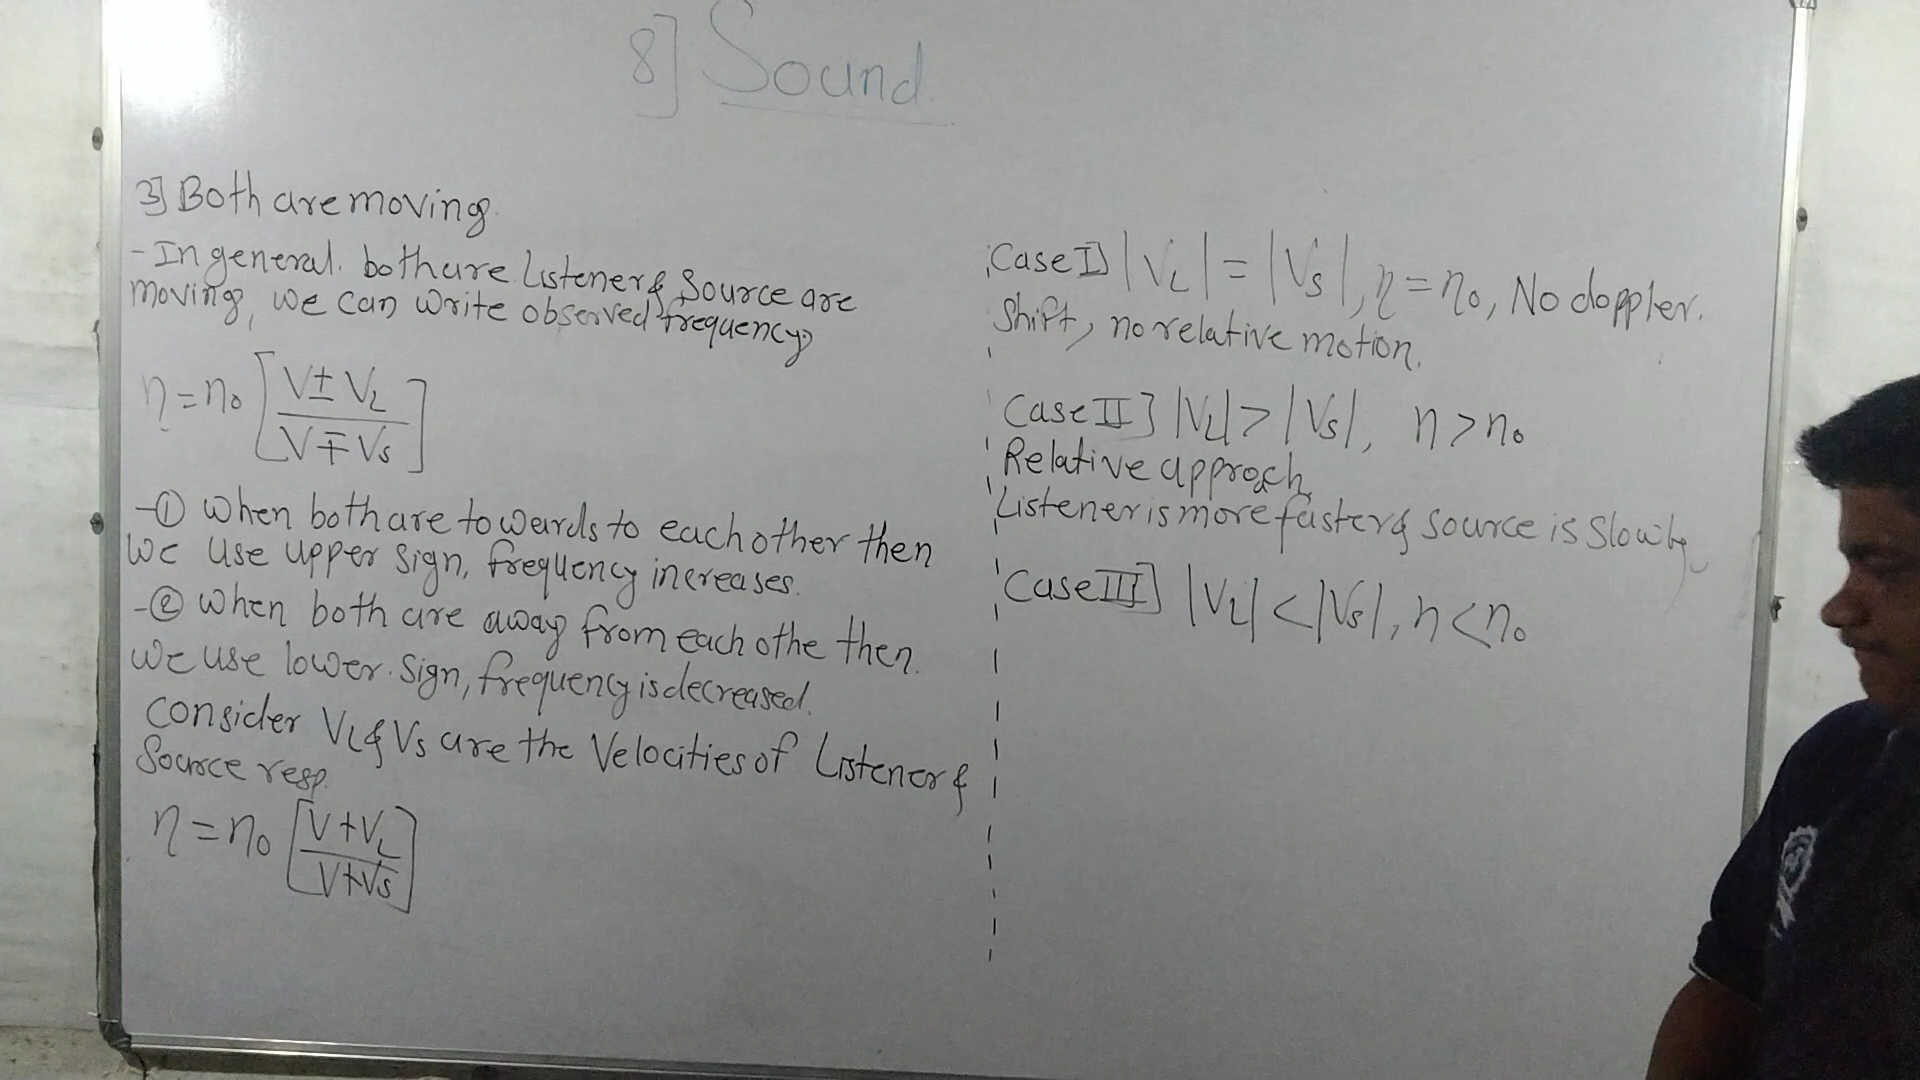 8] Sound.
3] Both are moving.
- In general. both are Listener & Source are
moving, we can write observed frequency,
n = n₀ [V ± V_L / V ∓ V_S]
- ① When both are towards to each other then
We use upper sign, frequency increases.
- ② When both are away from each othe then.
We use lower. Sign, frequency is decreased.
Consider V_L & V_S are the Velocities of Listener &
Source resp.
n = n₀ [V + V_L / V + V_S]
Case I] |V_L| = |V_S|, n = n₀, No doppler.
Shift, no relative motion.
Case II] |V_L| > |V_S|, n > n₀
Relative approch,
Listener is more faster & Source is Slowly
Case III] |V_L| < |V_S|, n < n₀